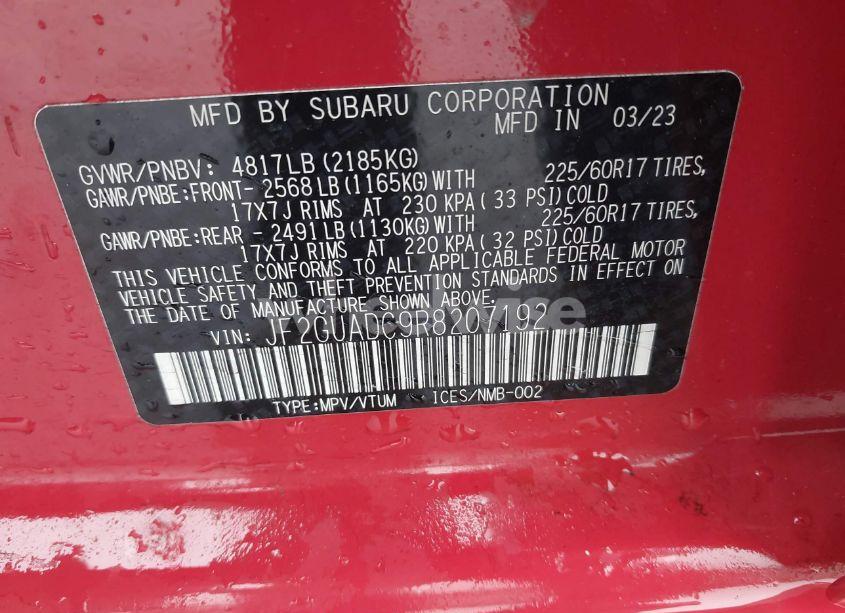 MFD BY SUBARU CORPORATION
MFD IN 03/23
GVWR/PNBV: 4817LB (2185KG)
GAWR/PNBE:FRONT- 2568 LB (1165KG) WITH 225/60R17 TIRES,
17X7J RIMS AT 230 KPA ( 33 PSI) COLD
GAWR/PNBE:REAR - 2491 LB (1130KG) WITH 225/60R17 TIRES,
17X7J RIMS AT 220 KPA ( 32 PSI) COLD
THIS VEHICLE CONFORMS TO ALL APPLICABLE FEDERAL MOTOR
VEHICLE SAFETY AND THEFT PREVENTION STANDARDS IN EFFECT ON
THE DATE OF MANUFACTURE SHOWN ABOVE.
VIN: JF2GUADC9R8207192
TYPE:MPV/VTUM ICES/NMB-002